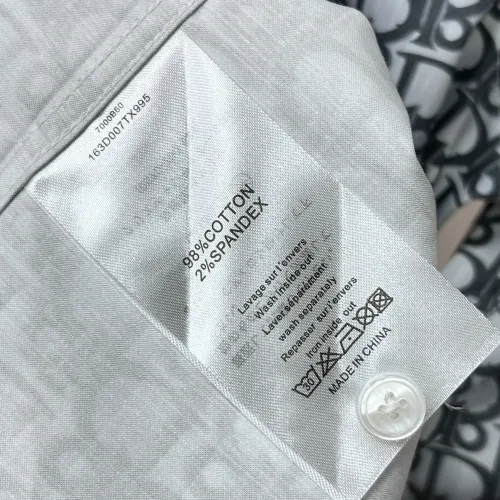 7000860
163D007TX995
98%COTTON
2%SPANDEX
Lavage sur l'envers
Wash inside out
Laver séparément
wash separately
Repasser sur l'envers
Iron inside out
30
MADE IN CHINA